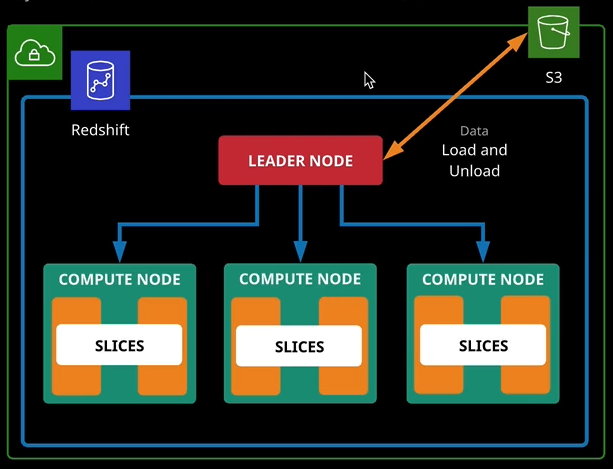 S3
Redshift
Data
Load and
Unload
LEADER NODE
COMPUTE NODE
SLICES
COMPUTE NODE
SLICES
COMPUTE NODE
SLICES